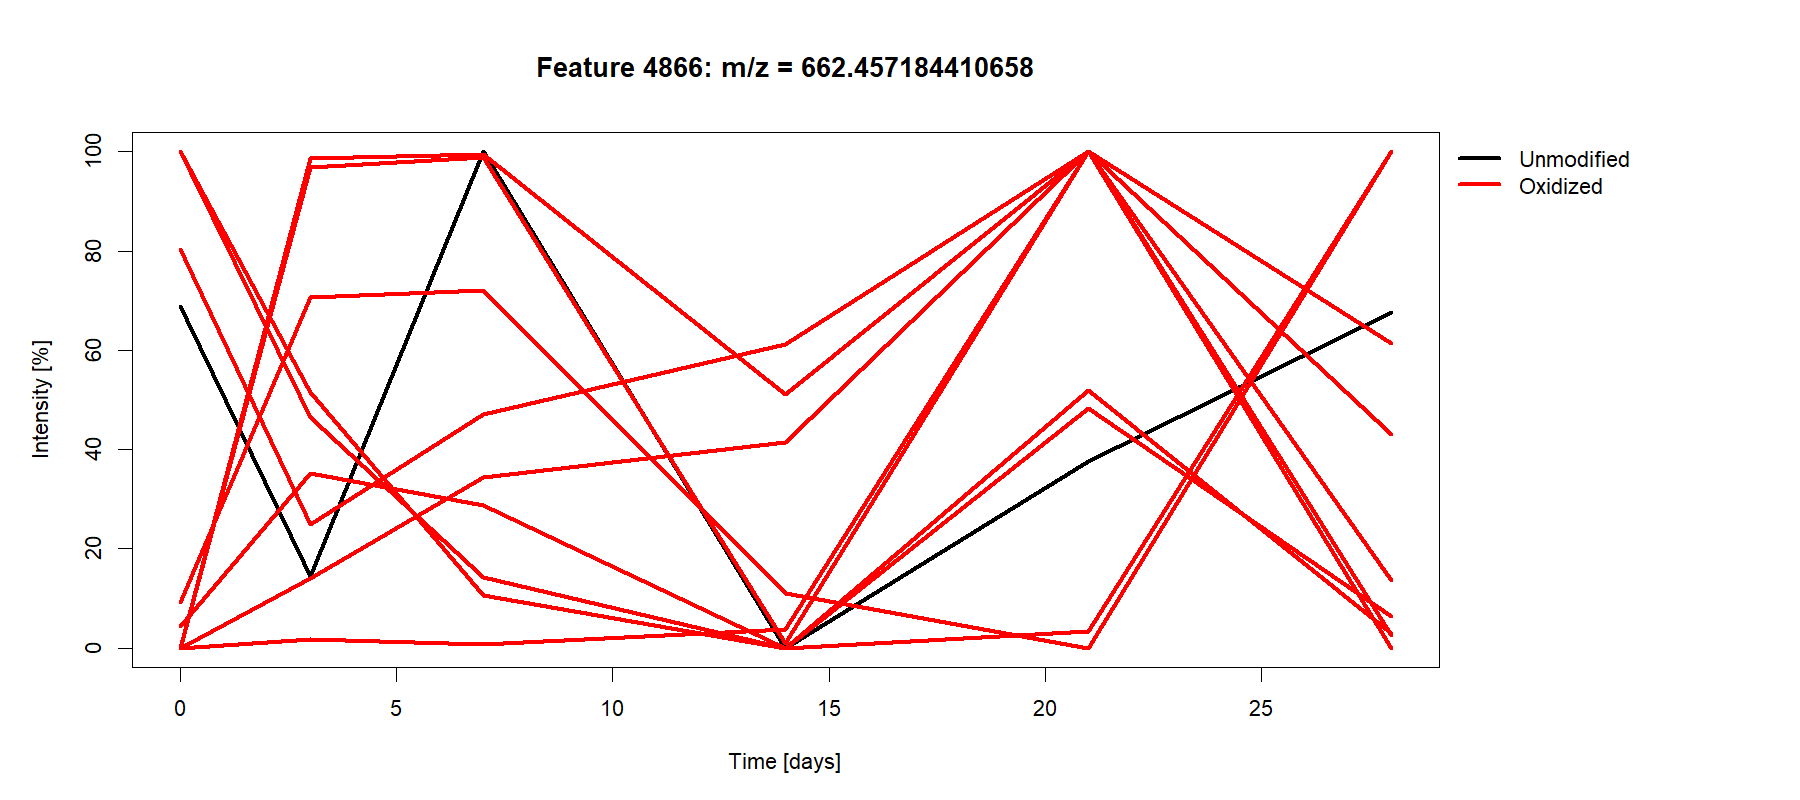 Feature 4866: m/z = 662.457184410658
Unmodified
Oxidized
Intensity [%]
100
80
60
40
20
0
0 5 10 15 20 25
Time [days]